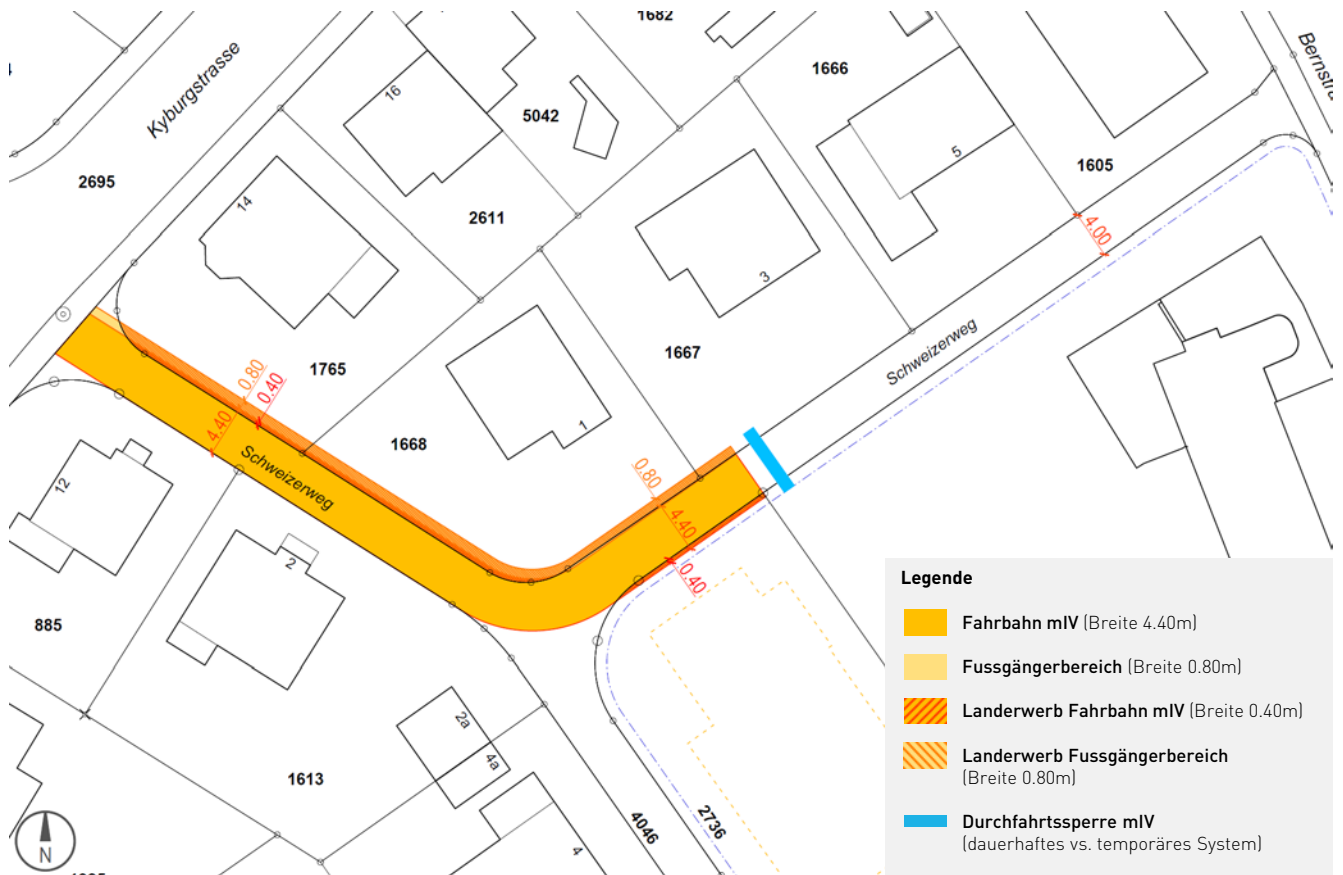 1682
Kyburgstrasse
Bernstra
1666
16
5042
5
1605
2695
14
2611
4.00
3
1765
1667
Schweizerweg
0.80
0.40
4.40
1668
1
Schweizerweg
0.80
4.40
0.40
12
2
885
2a
4a
1613
4
4046
2736
N
Legende
Fahrbahn mIV (Breite 4.40m)
Fussgängerbereich (Breite 0.80m)
Landerwerb Fahrbahn mIV (Breite 0.40m)
Landerwerb Fussgängerbereich
(Breite 0.80m)
Durchfahrtssperre mIV
(dauerhaftes vs. temporäres System)